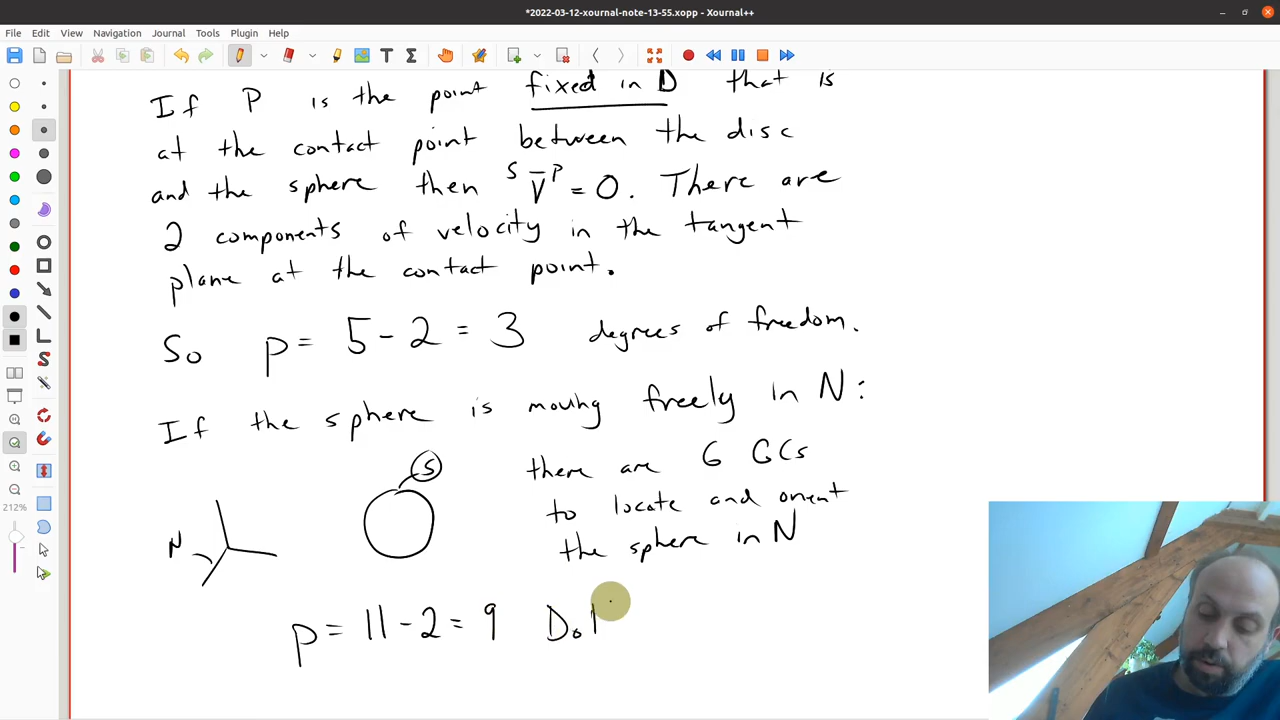 *2022-03-12-xournal-note-13-55.xopp - Xournal++
File Edit View Navigation Journal Tools Plugin Help
If P is the point fixed in D that is
at the contact point between the disc
and the sphere then S V̄ P = 0. There are
2 components of velocity in the tangent
plane at the contact point.
So p = 5 - 2 = 3 degrees of freedom.
If the sphere is moving freely in N:
S
there are 6 GCs
to locate and orient
the sphere in N
N
p = 11 - 2 = 9 Do
212%